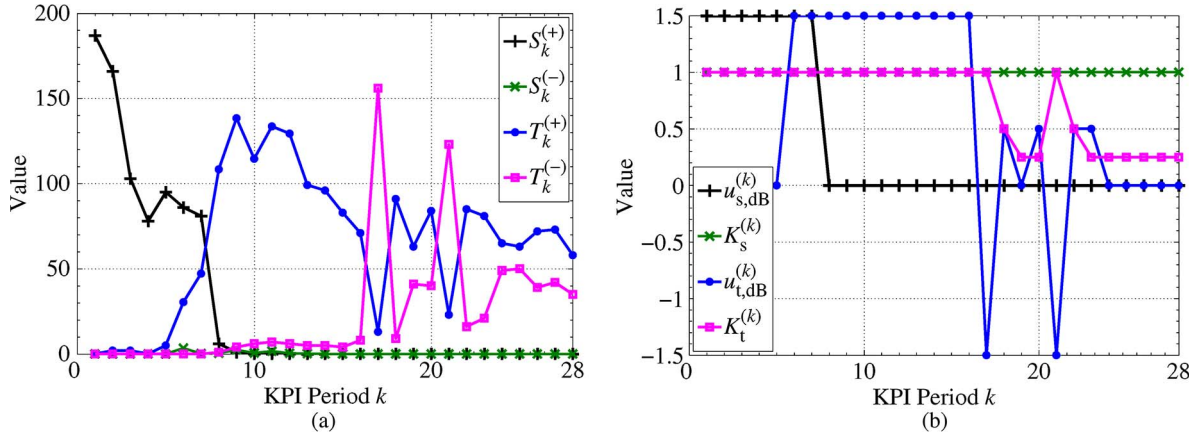 200
150
100
50
0
Value
0
10
20
28
KPI Period k
(a)
S_k^(+)
S_k^(−)
T_k^(+)
T_k^(−)
1.5
1
0.5
0
−0.5
−1
−1.5
Value
0
10
20
28
KPI Period k
(b)
u_s,dB^(k)
K_s^(k)
u_t,dB^(k)
K_t^(k)